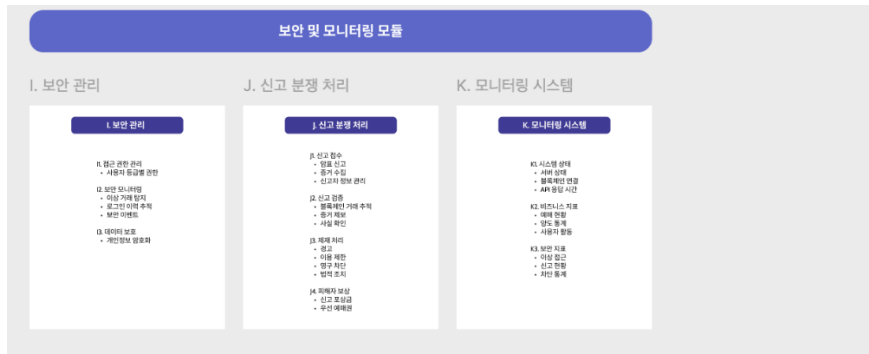 보안 및 모니터링 모듈
I. 보안 관리
J. 신고 분쟁 처리
K. 모니터링 시스템
I. 보안 관리
I1. 접근 권한 관리
• 사용자 등급별 권한
I2. 보안 모니터링
• 이상 거래 탐지
• 로그인 이력 추적
• 보안 이벤트
I3. 데이터 보호
• 개인정보 암호화
J. 신고 분쟁 처리
J1. 신고 접수
• 암표 신고
• 증거 수집
• 신고자 정보 관리
J2. 신고 검증
• 블록체인 거래 추적
• 증거 제보
• 사실 확인
J3. 제재 처리
• 경고
• 이용 제한
• 영구 차단
• 법적 조치
J4. 피해자 보상
• 신고 포상금
• 우선 예매권
K. 모니터링 시스템
K1. 시스템 상태
• 서버 상태
• 블록체인 연결
• API 응답 시간
K2. 비즈니스 지표
• 예매 현황
• 양도 통계
• 사용자 활동
K3. 보안 지표
• 이상 접근
• 신고 현황
• 차단 통계